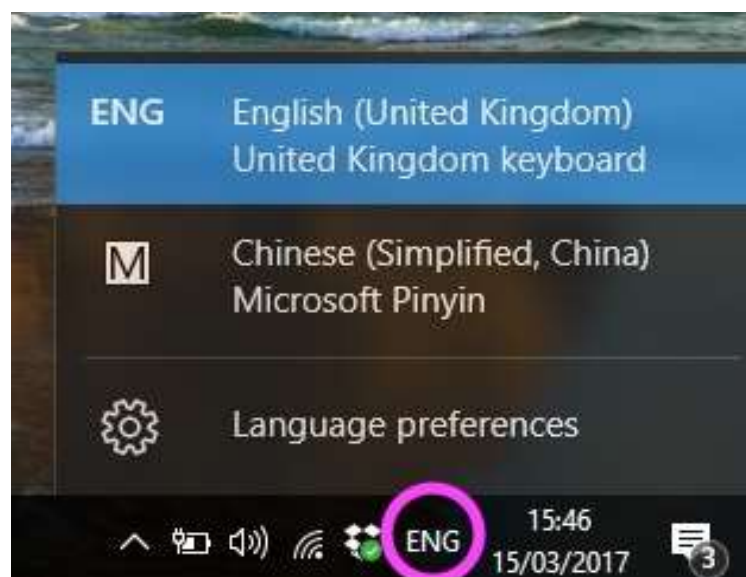 ENG
English (United Kingdom)
United Kingdom keyboard
M
Chinese (Simplified, China)
Microsoft Pinyin
Language preferences
ENG
15:46
15/03/2017
3